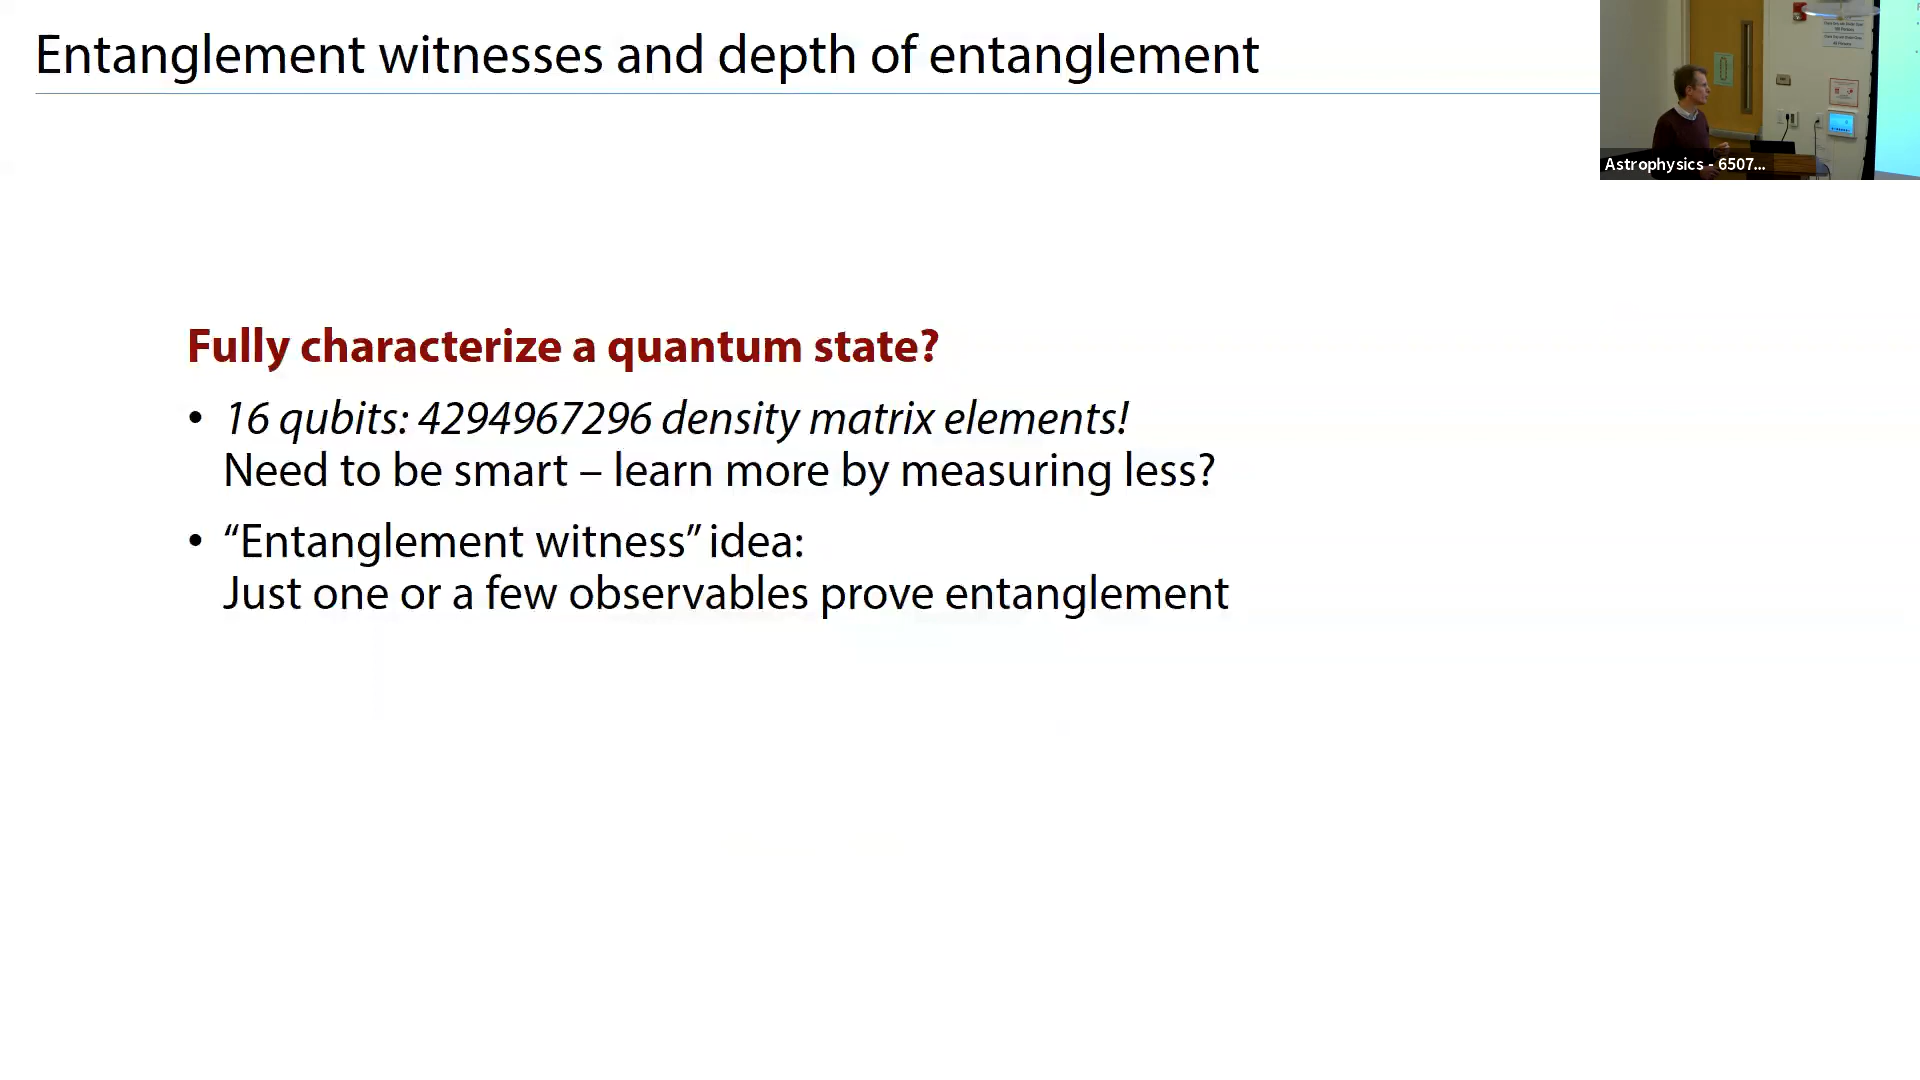 Entanglement witnesses and depth of entanglement
Astrophysics - 6507...
Fully characterize a quantum state?
• 16 qubits: 4294967296 density matrix elements!
Need to be smart – learn more by measuring less?
• “Entanglement witness” idea:
Just one or a few observables prove entanglement